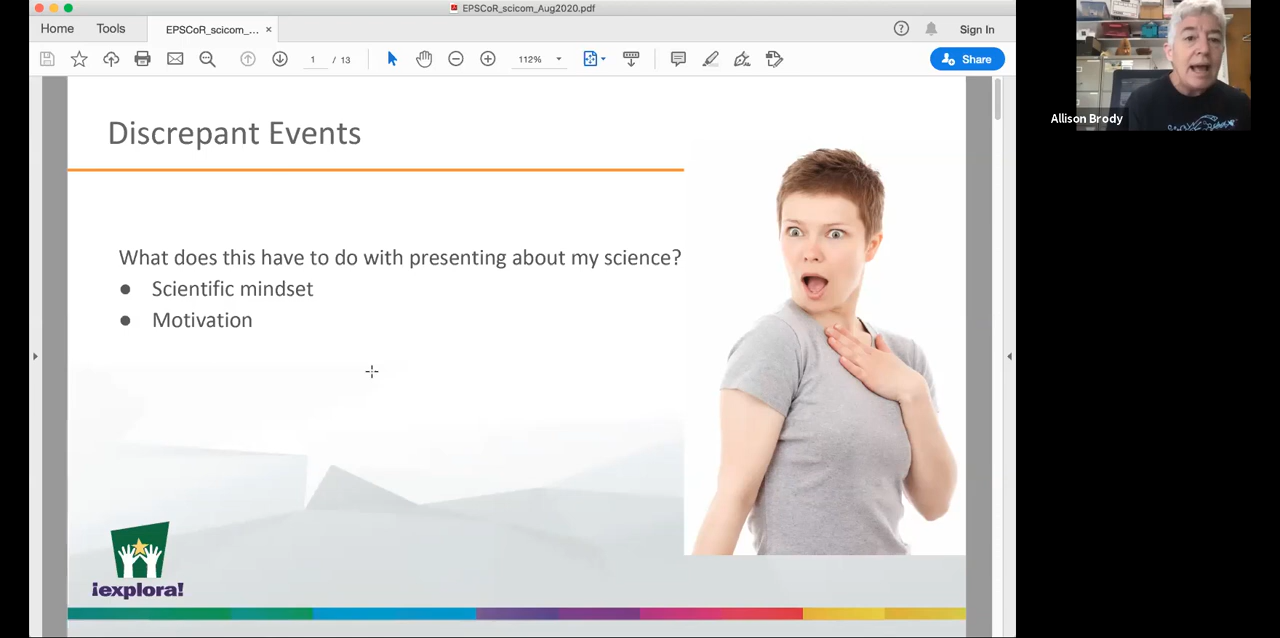 EPSCoR_scicom_Aug2020.pdf
Home Tools EPSCoR_scicom_... × Sign In
1 / 13 112% Share
Allison Brody
Discrepant Events
What does this have to do with presenting about my science?
● Scientific mindset
● Motivation
¡explora!